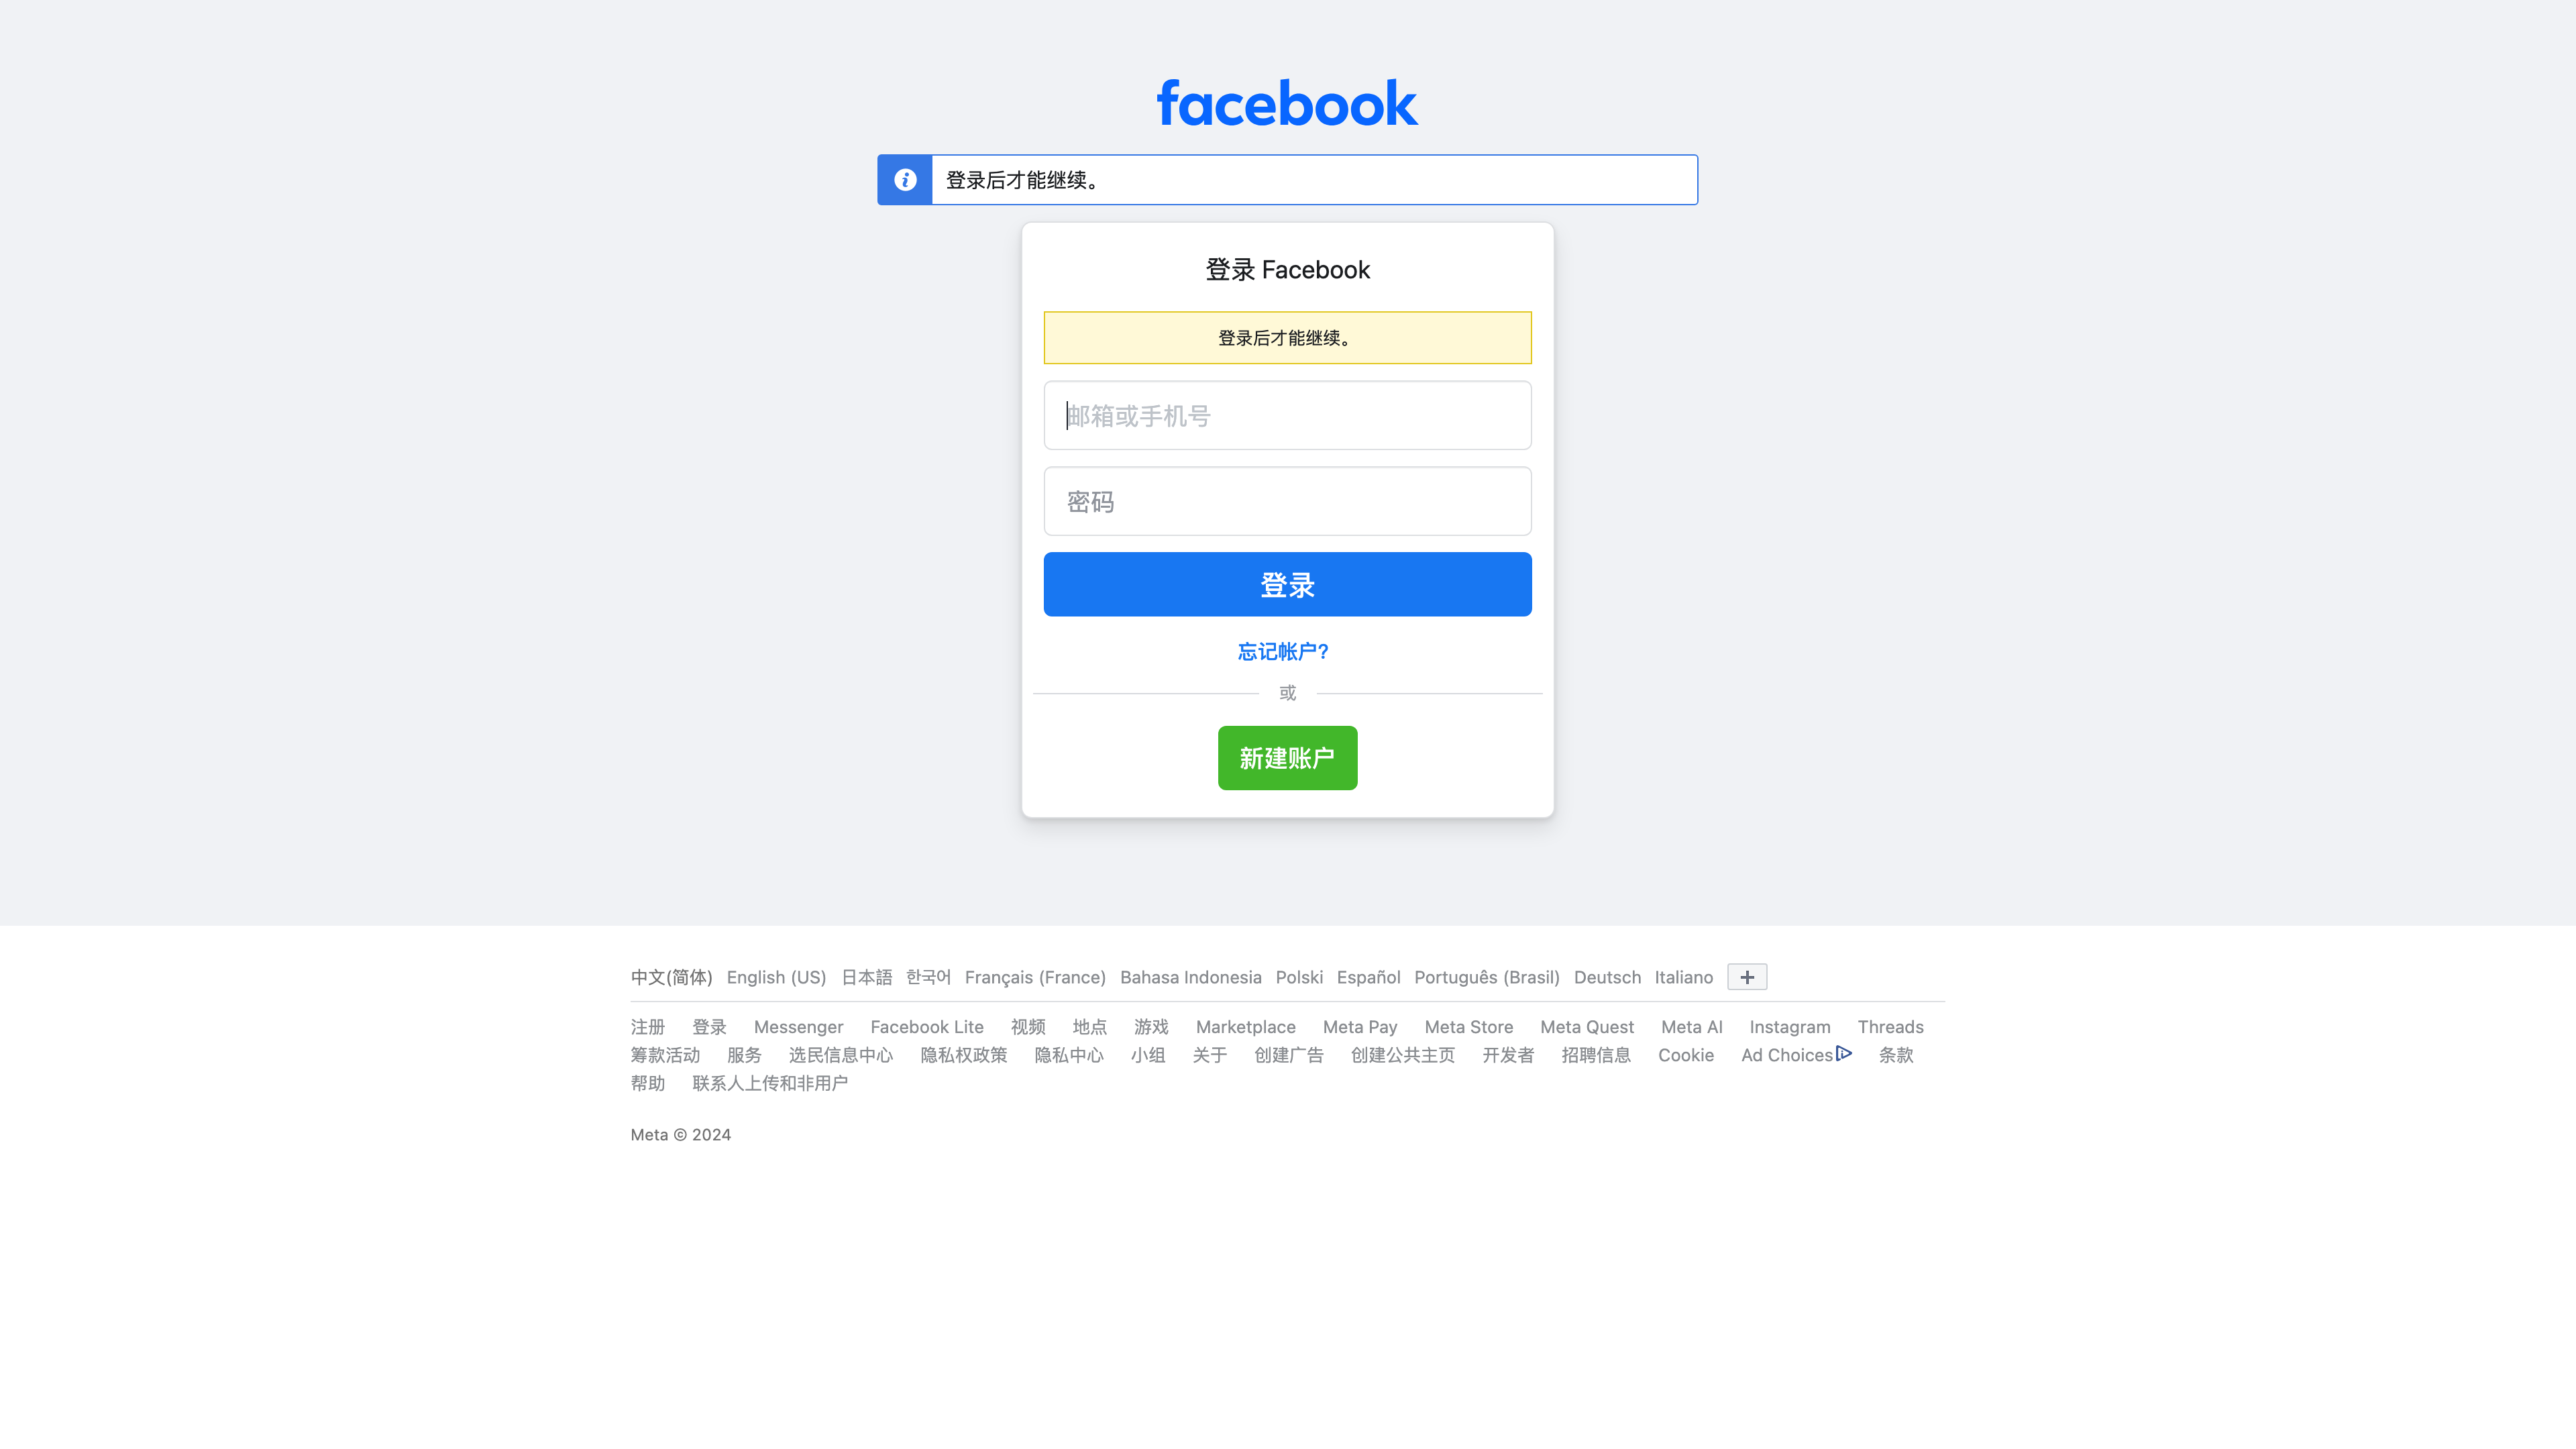 facebook
登录后才能继续。
登录 Facebook
登录后才能继续。
邮箱或手机号
密码
登录
忘记帐户?
或
新建账户
中文(简体) English (US) 日本語 한국어 Français (France) Bahasa Indonesia Polski Español Português (Brasil) Deutsch Italiano
注册 登录 Messenger Facebook Lite 视频 地点 游戏 Marketplace Meta Pay Meta Store Meta Quest Meta AI Instagram Threads
筹款活动 服务 选民信息中心 隐私权政策 隐私中心 小组 关于 创建广告 创建公共主页 开发者 招聘信息 Cookie Ad Choices 条款
帮助 联系人上传和非用户
Meta © 2024